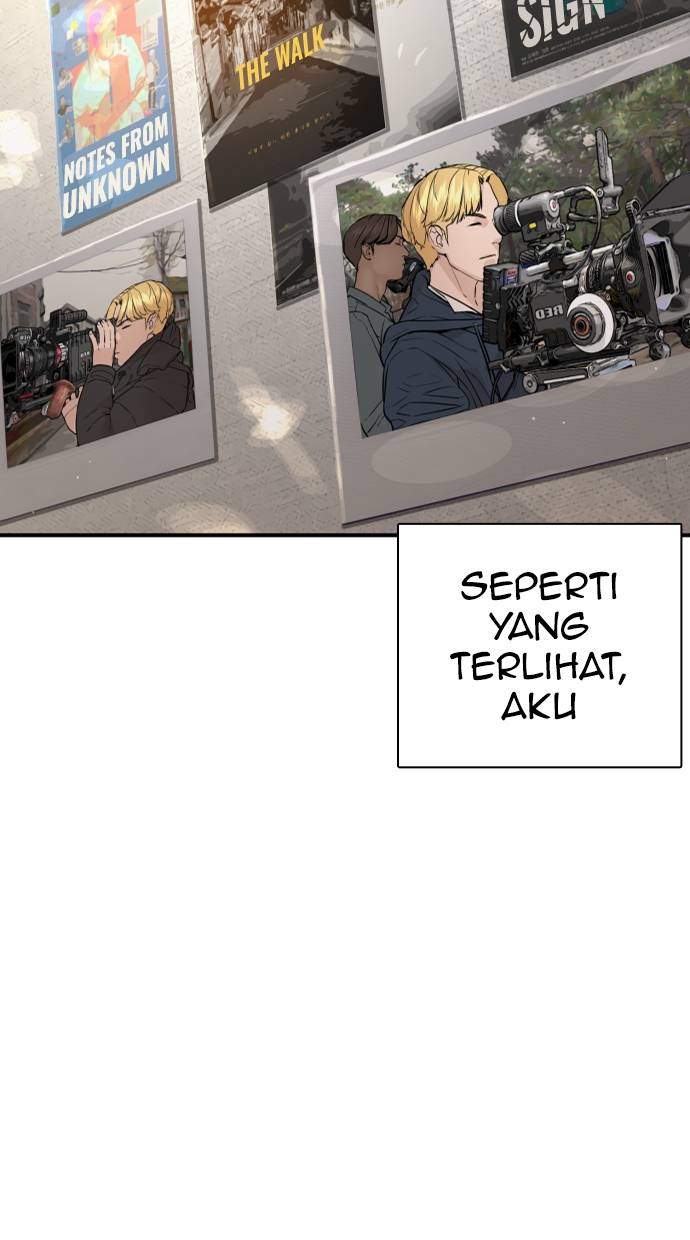 SIGN
THE WALK
NOTES FROM
UNKNOWN
RED
SEPERTI
YANG
TERLIHAT,
AKU